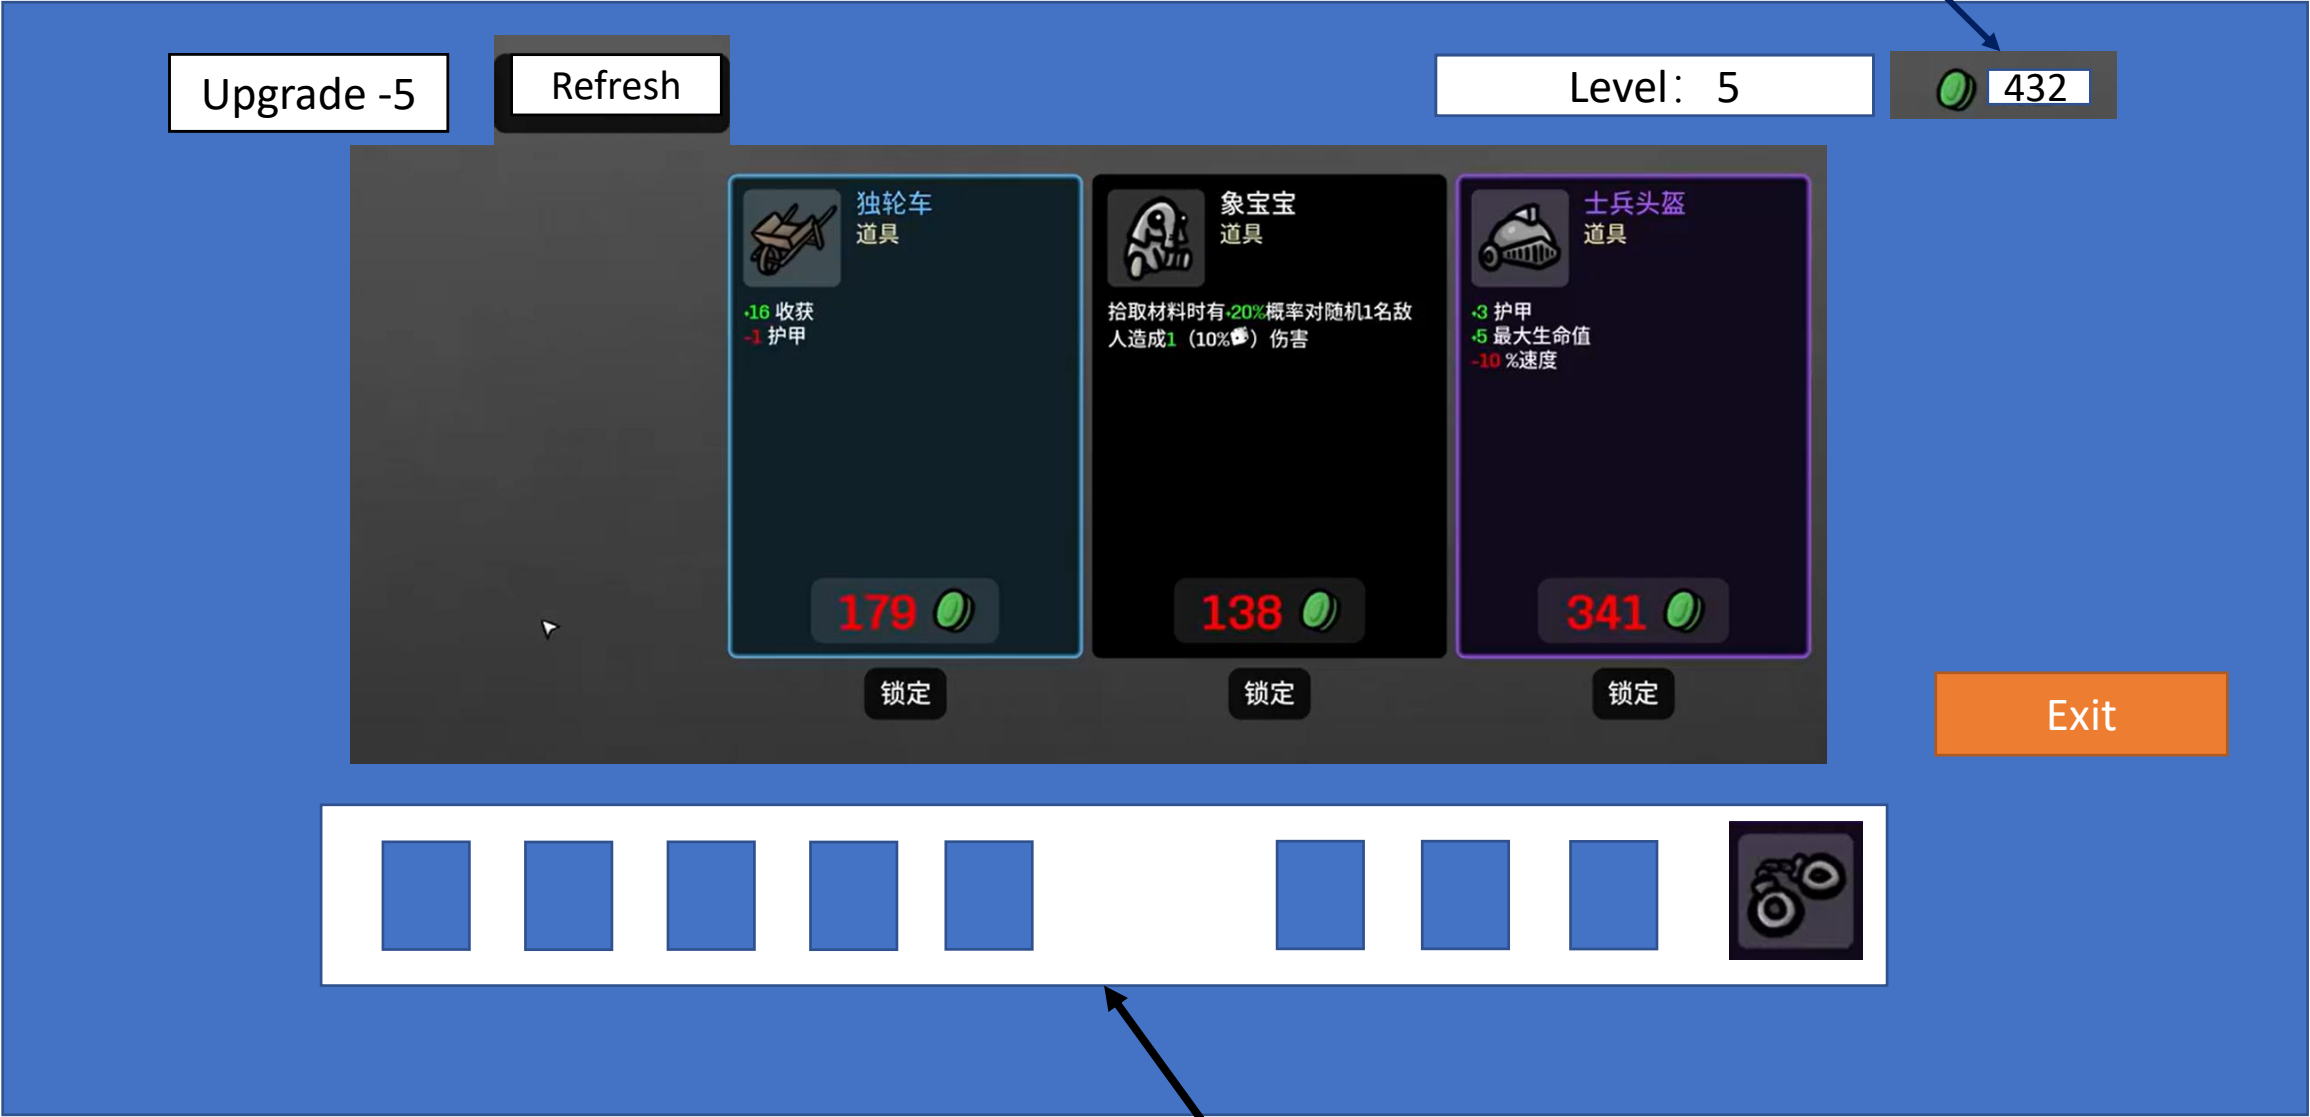 Upgrade -5
Refresh
Level： 5
432
独轮车
道具
+16 收获
-1 护甲
179
锁定
象宝宝
道具
拾取材料时有+20%概率对随机1名敌
人造成1（10%）伤害
138
锁定
士兵头盔
道具
+3 护甲
+5 最大生命值
-10 %速度
341
锁定
Exit